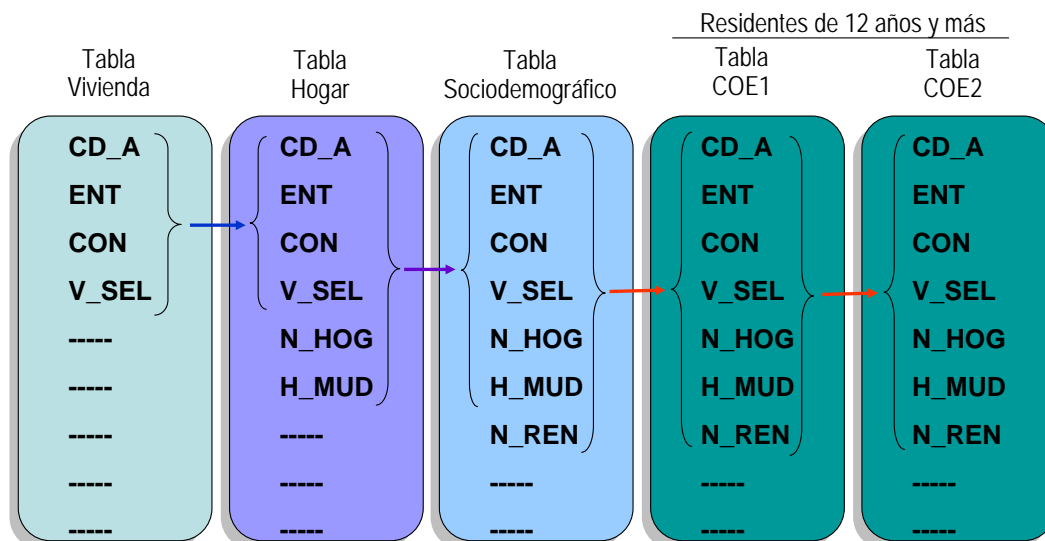 Residentes de 12 años y más
Tabla
Vivienda
Tabla
Hogar
Tabla
Sociodemográfico
Tabla
COE1
Tabla
COE2
CD_A
ENT
CON
V_SEL
-----
-----
-----
-----
-----
CD_A
ENT
CON
V_SEL
N_HOG
H_MUD
-----
-----
-----
CD_A
ENT
CON
V_SEL
N_HOG
H_MUD
N_REN
-----
-----
CD_A
ENT
CON
V_SEL
N_HOG
H_MUD
N_REN
-----
-----
CD_A
ENT
CON
V_SEL
N_HOG
H_MUD
N_REN
-----
-----